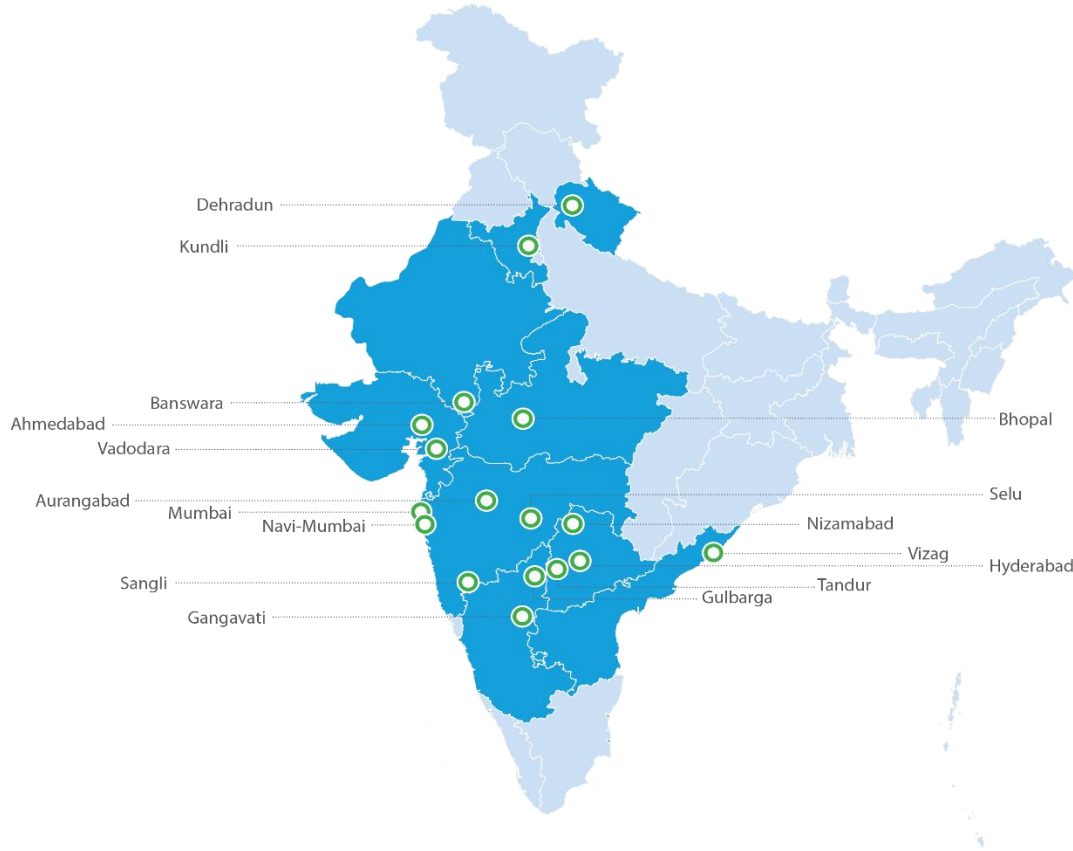 Dehradun
Kundli
Banswara
Bhopal
Ahmedabad
Vadodara
Selu
Aurangabad
Mumbai
Navi-Mumbai
Nizamabad
Vizag
Hyderabad
Sangli
Tandur
Gulbarga
Gangavati